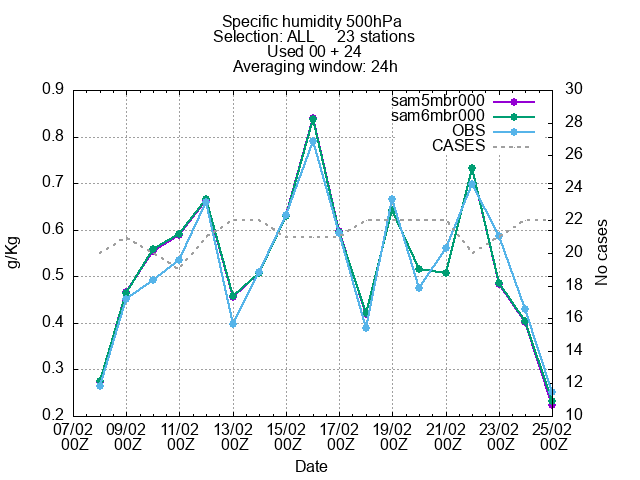 Specific humidity 500hPa
Selection: ALL 23 stations
Used 00 + 24
Averaging window: 24h
sam5mbr000
sam6mbr000
OBS
CASES
g/Kg
0.9
0.8
0.7
0.6
0.5
0.4
0.3
0.2
No cases
30
28
26
24
22
20
18
16
14
12
10
07/02 09/02 11/02 13/02 15/02 17/02 19/02 21/02 23/02 25/02
00Z 00Z 00Z 00Z 00Z 00Z 00Z 00Z 00Z 00Z
Date